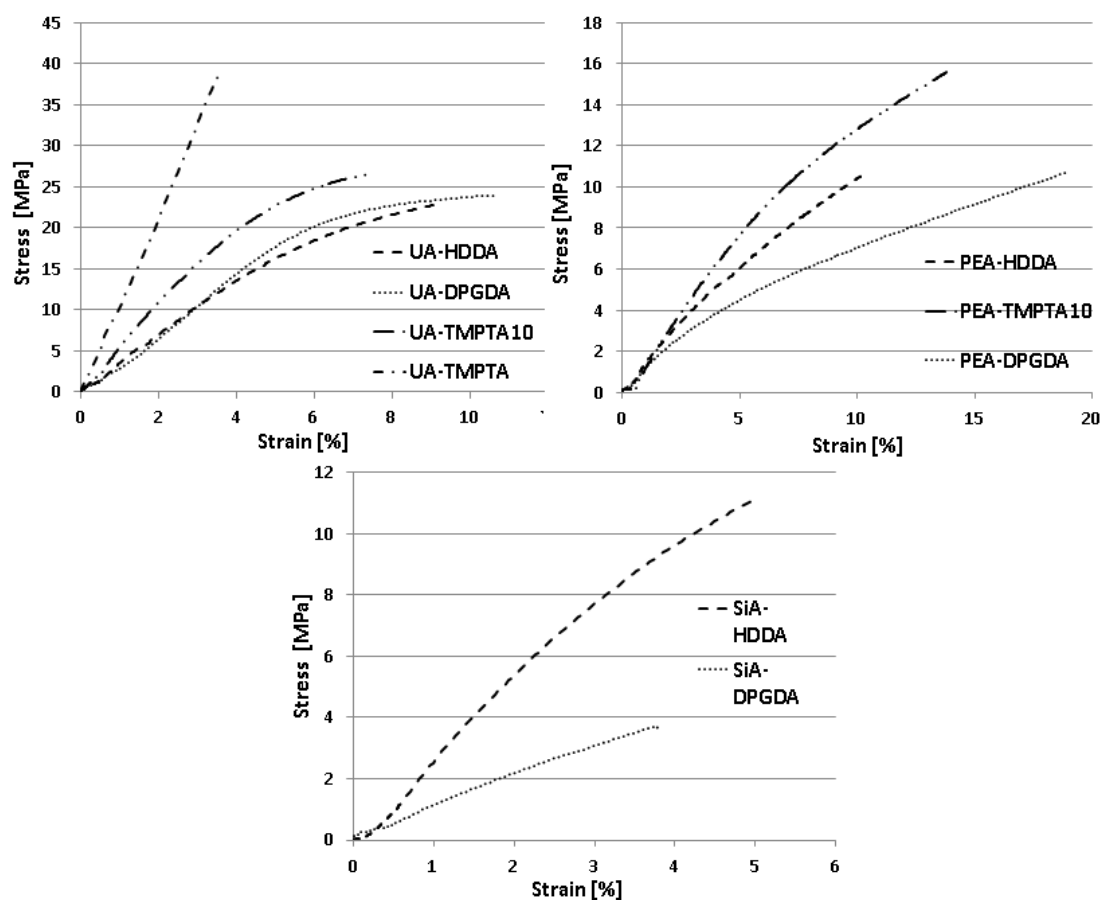 45
40
35
30
25
20
15
10
5
0
Stress [MPa]
0 2 4 6 8 10
Strain [%]
UA-HDDA
UA-DPGDA
UA-TMPTA10
UA-TMPTA
18
16
14
12
10
8
6
4
2
0
Stress [MPa]
0 5 10 15 20
Strain [%]
PEA-HDDA
PEA-TMPTA10
PEA-DPGDA
12
10
8
6
4
2
0
Stress [MPa]
0 1 2 3 4 5 6
Strain [%]
SiA-
HDDA
SiA-
DPGDA